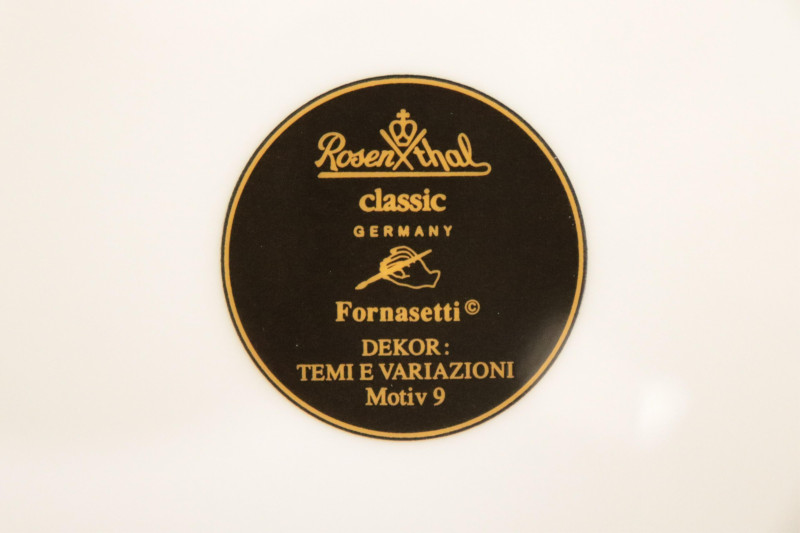 Rosenthal
classic
GERMANY
Fornasetti©
DEKOR:
TEMI E VARIAZIONI
Motiv 9